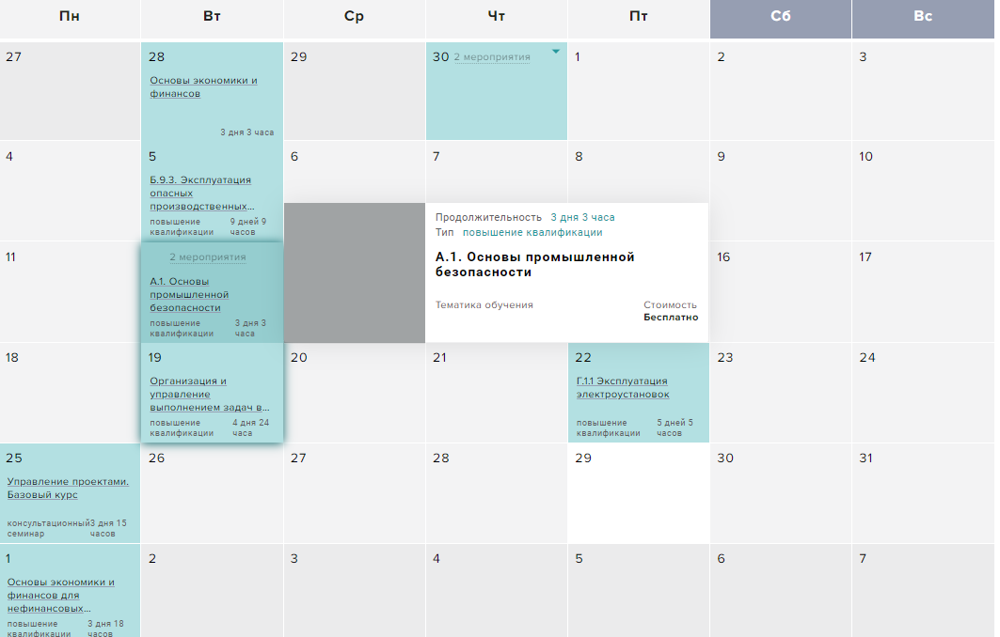 Пн Вт Ср Чт Пт Сб Вс
27 28 29 30 2 мероприятия 1 2 3
Основы экономики и
финансов
3 дня 3 часа
4 5 6 7 8 9 10
Б.9.3. Эксплуатация
опасных
производственных...
повышение
квалификации
9 дней 9
часов
Продолжительность 3 дня 3 часа
Тип повышение квалификации
А.1. Основы промышленной
безопасности
Тематика обучения
Стоимость
Бесплатно
11 2 мероприятия 16 17
А.1. Основы
промышленной
безопасности
повышение
квалификации
3 дня 3
часа
18 19 20 21 22 23 24
Организация и
управление
выполнением задач в...
повышение
квалификации
4 дня 24
часа
Г.1.1 Эксплуатация
электроустановок
повышение
квалификации
5 дней 5
часов
25 26 27 28 29 30 31
Управление проектами.
Базовый курс
консультационный
семинар
3 дня 15
часов
1 2 3 4 5 6 7
Основы экономики и
финансов для
нефинансовых...
повышение
квалификации
3 дня 18
часов